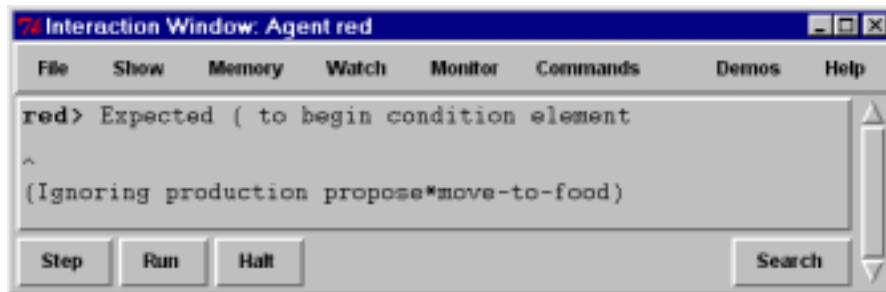 Interaction Window: Agent red
File Show Memory Watch Monitor Commands Demos Help
red> Expected ( to begin condition element
^
(Ignoring production propose*move-to-food)
Step Run Halt Search